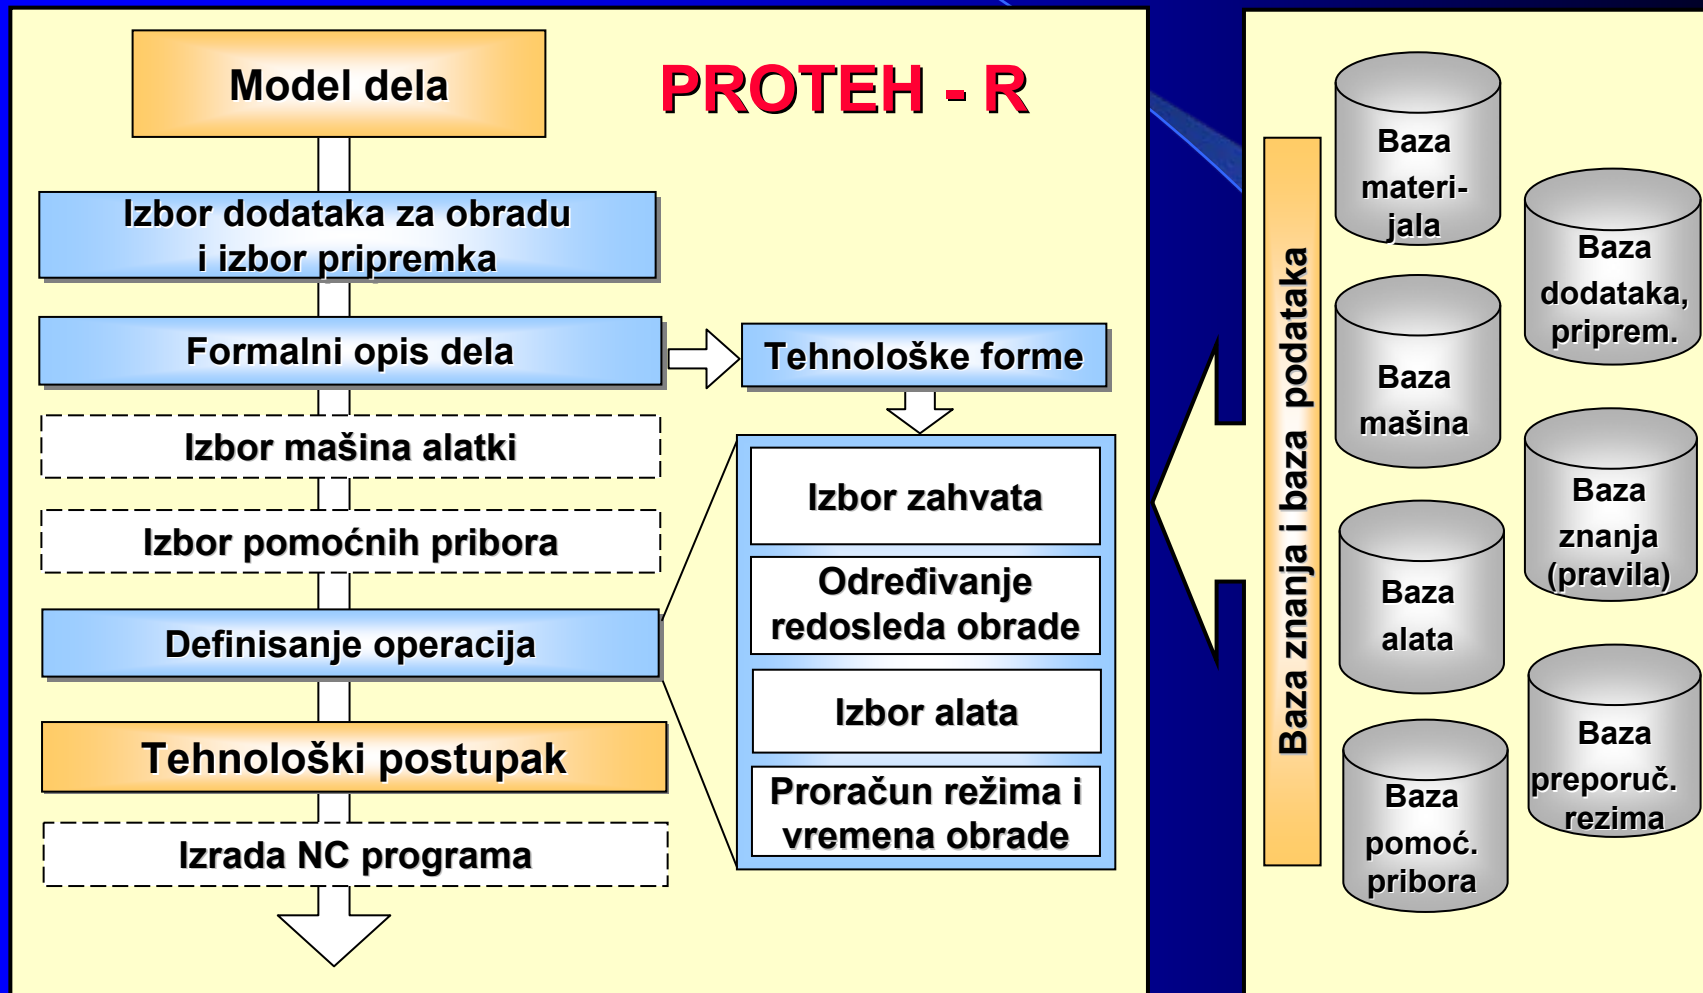 PROTEH - R
Model dela
Izbor dodataka za obradu
i izbor pripremka
Formalni opis dela
Izbor mašina alatki
Izbor pomoćnih pribora
Definisanje operacija
Tehnološki postupak
Izrada NC programa
Tehnološke forme
Izbor zahvata
Određivanje
redosleda obrade
Izbor alata
Proračun režima i
vremena obrade
Baza znanja i baza podataka
Baza
materi-
jala
Baza
mašina
Baza
alata
Baza
pomoć.
pribora
Baza
dodataka,
priprem.
Baza
znanja
(pravila)
Baza
preporuč.
rezima